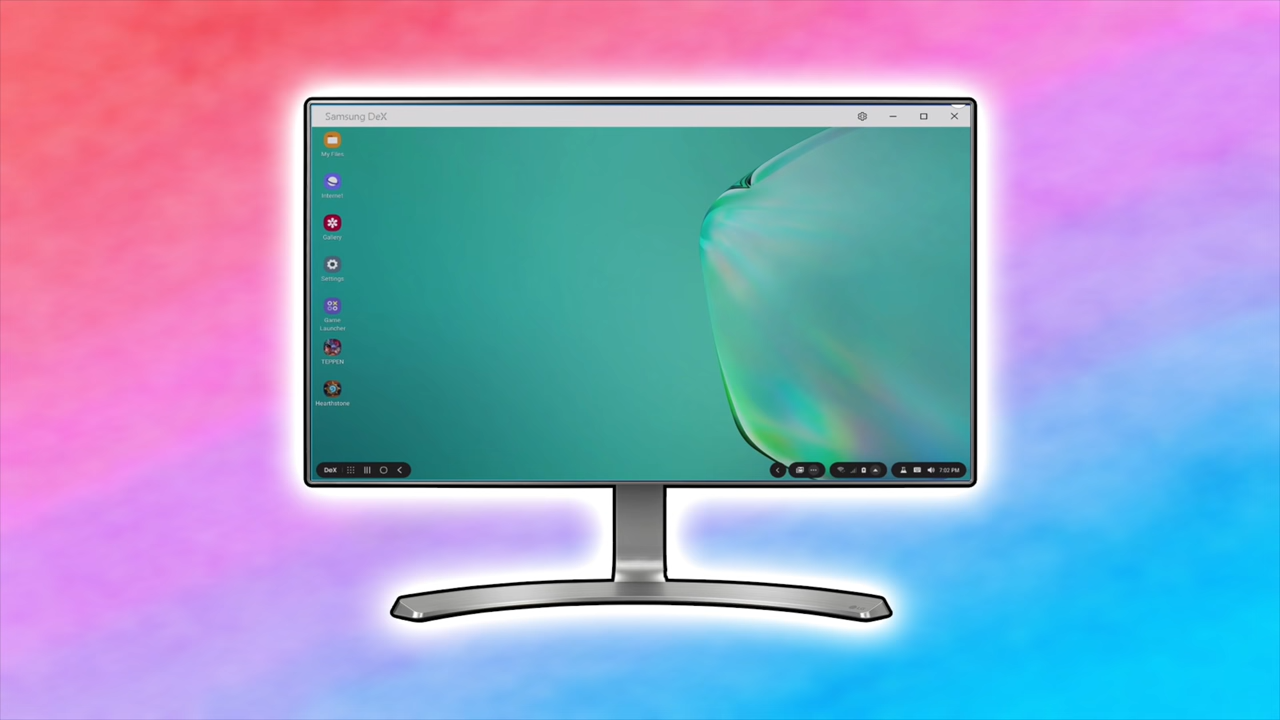 Samsung DeX
My Files
Internet
Gallery
Settings
Game
Launcher
TEPPEN
Hearthstone
DeX
7:02 PM